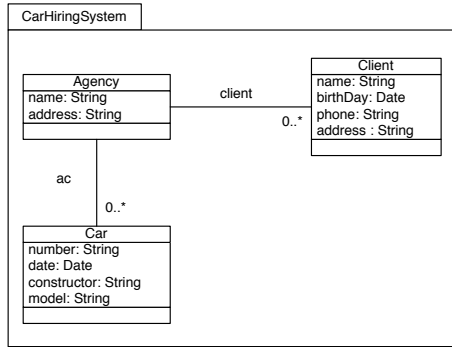 CarHiringSystem
Agency
name: String
address: String
client
0..*
Client
name: String
birthDay: Date
phone: String
address : String
ac
0..*
Car
number: String
date: Date
constructor: String
model: String